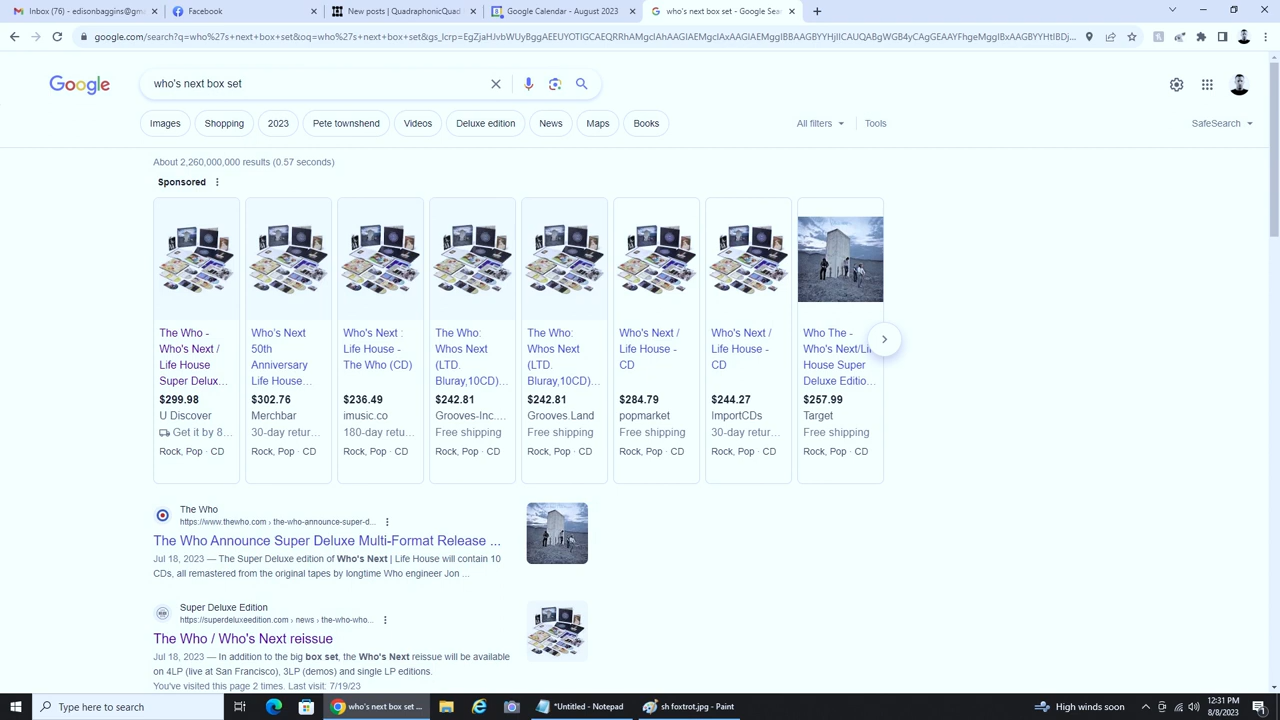 Inbox (76) - edisonbaggins@gm
Facebook
New posts | QuadraphonicQuad
Google Calendar - August 2023
who's next box set - Google Sear
google.com/search?q=who%27s+next+box+set&oq=who%27s+next+box+set&gs_lcrp=
Google
who's next box set
Images
Shopping
2023
Pete townshend
Videos
Deluxe edition
News
Maps
Books
All filters
Tools
SafeSearch
About 2,260,000,000 results (0.57 seconds)
Sponsored
The Who -
Who's Next /
Life House
Super Delux...
$299.98
U Discover
Get it by 8...
Rock, Pop · CD
Who's Next
50th
Anniversary
Life House...
$302.76
Merchbar
30-day retur...
Rock, Pop · CD
Who's Next :
Life House -
The Who (CD)
$236.49
imusic.co
180-day retu...
Rock, Pop · CD
The Who:
Whos Next
(LTD.
Bluray,10CD)...
$242.81
Grooves-Inc....
Free shipping
Rock, Pop · CD
The Who:
Whos Next
(LTD.
Bluray,10CD)...
$242.81
Grooves.Land
Free shipping
Rock, Pop · CD
Who's Next /
Life House -
CD
$284.79
popmarket
Free shipping
Rock, Pop · CD
Who's Next /
Life House -
CD
$244.27
ImportCDs
30-day retur...
Rock, Pop · CD
Who The -
Who's Next/Li
House Super
Deluxe Editio...
$257.99
Target
Free shipping
Rock, Pop · CD
The Who
https://www.thewho.com › the-who-announce-super-d...
The Who Announce Super Deluxe Multi-Format Release ...
Jul 18, 2023 — The Super Deluxe edition of Who's Next | Life House will contain 10
CDs, all remastered from the original tapes by longtime Who engineer Jon ...
Super Deluxe Edition
https://superdeluxeedition.com › news › the-who-who...
The Who / Who's Next reissue
Jul 18, 2023 — In addition to the big box set, the Who's Next reissue will be available
on 4LP (live at San Francisco), 3LP (demos) and single LP editions.
You've visited this page 2 times. Last visit: 7/19/23
Type here to search
who's next box set ...
*Untitled - Notepad
sh foxtrot.jpg - Paint
High winds soon
12:31 PM
8/8/2023